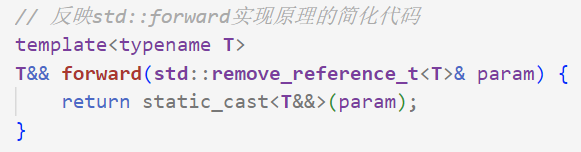 // 反映std::forward实现原理的简化代码
template<typename T>
T&& forward(std::remove_reference_t<T>& param) {
    return static_cast<T&&>(param);
}